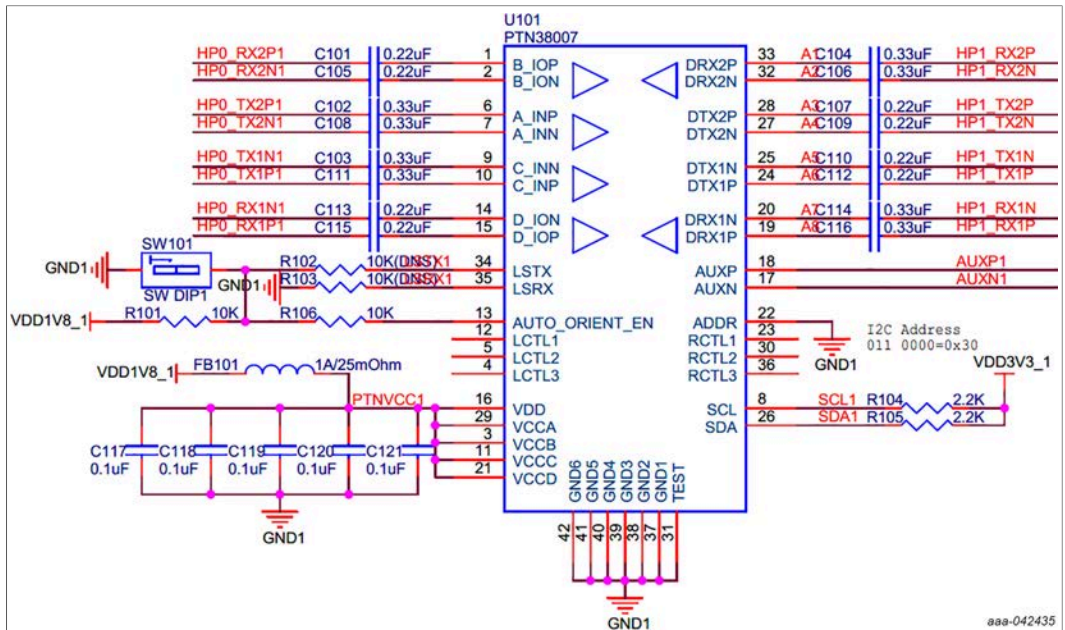 U101
PTN38007
HP0_RX2P1 C101 0.22uF 1 B_IOP DRX2P 33 A1 C104 0.33uF HP1_RX2P
HP0_RX2N1 C105 0.22uF 2 B_ION DRX2N 32 A2 C106 0.33uF HP1_RX2N
HP0_TX2P1 C102 0.33uF 6 A_INP DTX2P 28 A3 C107 0.22uF HP1_TX2P
HP0_TX2N1 C108 0.33uF 7 A_INN DTX2N 27 A4 C109 0.22uF HP1_TX2N
HP0_TX1N1 C103 0.33uF 9 C_INN DTX1N 25 A5 C110 0.22uF HP1_TX1N
HP0_TX1P1 C111 0.33uF 10 C_INP DTX1P 24 A6 C112 0.22uF HP1_TX1P
HP0_RX1N1 C113 0.22uF 14 D_ION DRX1N 20 A7 C114 0.33uF HP1_RX1N
HP0_RX1P1 C115 0.22uF 15 D_IOP DRX1P 19 A8 C116 0.33uF HP1_RX1P
SW101
GND1 R102 10K(DNS) 34 LSTX AUXP 18 AUXP1
SW DIP1 GND1 R103 10K(DNS) 35 LSRX AUXN 17 AUXN1
VDD1V8_1 R101 10K R106 10K 13 AUTO_ORIENT_EN ADDR 22
12 LCTL1 RCTL1 23
5 LCTL2 RCTL2 30
4 LCTL3 RCTL3 36
GND1
I2C Address
011 0000=0x30
VDD3V3_1
VDD1V8_1 FB101 1A/25mOhm
PTNVCC1 16 VDD SCL 8 SCL1 R104 2.2K
29 VCCA SDA 26 SDA1 R105 2.2K
3 VCCB
11 VCCC
21 VCCD
C117 C118 C119 C120 C121
0.1uF 0.1uF 0.1uF 0.1uF 0.1uF
GND1
GND6 GND5 GND4 GND3 GND2 GND1 TEST
42 41 40 39 38 37 31
GND1
aaa-042435